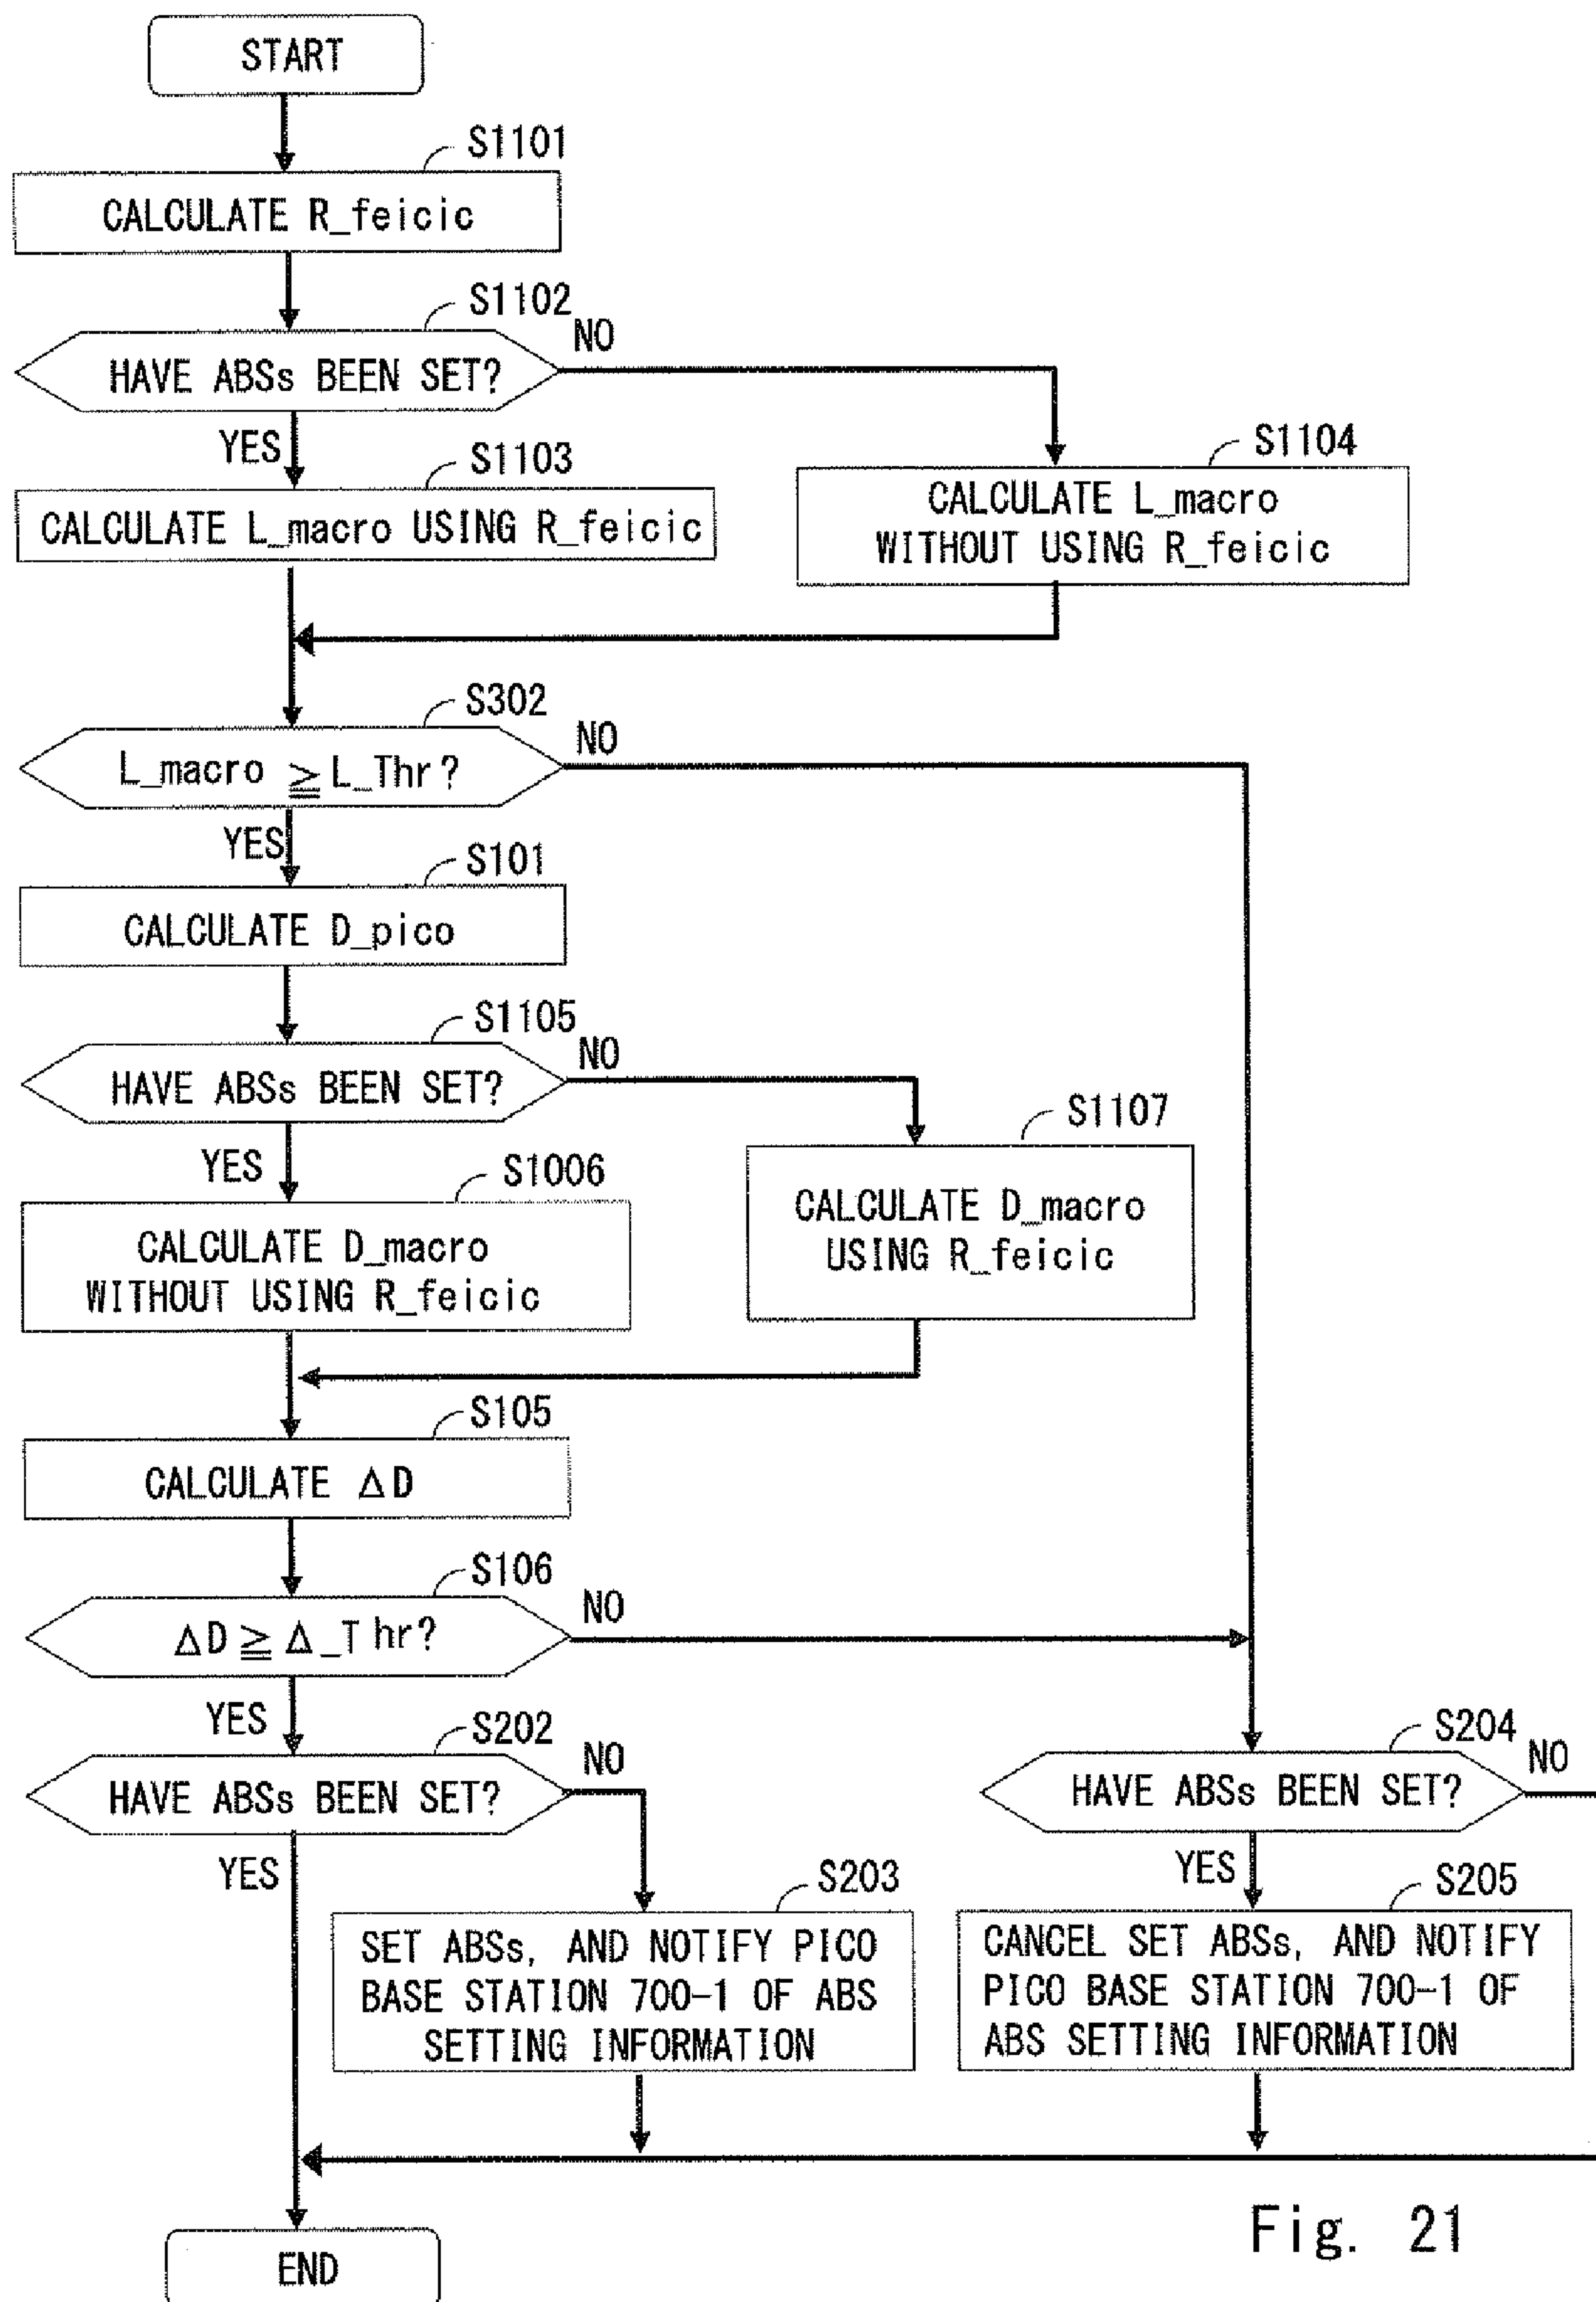 START
S1101
CALCULATE R_feicic
S1102
HAVE ABSs BEEN SET?
NO
YES
S1103
CALCULATE L_macro USING R_feicic
S1104
CALCULATE L_macro
WITHOUT USING R_feicic
S302
L_macro ≧ L_Thr?
NO
YES
S101
CALCULATE D_pico
S1105
HAVE ABSs BEEN SET?
NO
YES
S1006
CALCULATE D_macro
WITHOUT USING R_feicic
S1107
CALCULATE D_macro
USING R_feicic
S105
CALCULATE ΔD
S106
ΔD ≧ Δ_Thr?
NO
YES
S202
HAVE ABSs BEEN SET?
NO
YES
S203
SET ABSs, AND NOTIFY PICO
BASE STATION 700-1 OF ABS
SETTING INFORMATION
S204
HAVE ABSs BEEN SET?
NO
YES
S205
CANCEL SET ABSs, AND NOTIFY
PICO BASE STATION 700-1 OF
ABS SETTING INFORMATION
END
Fig. 21